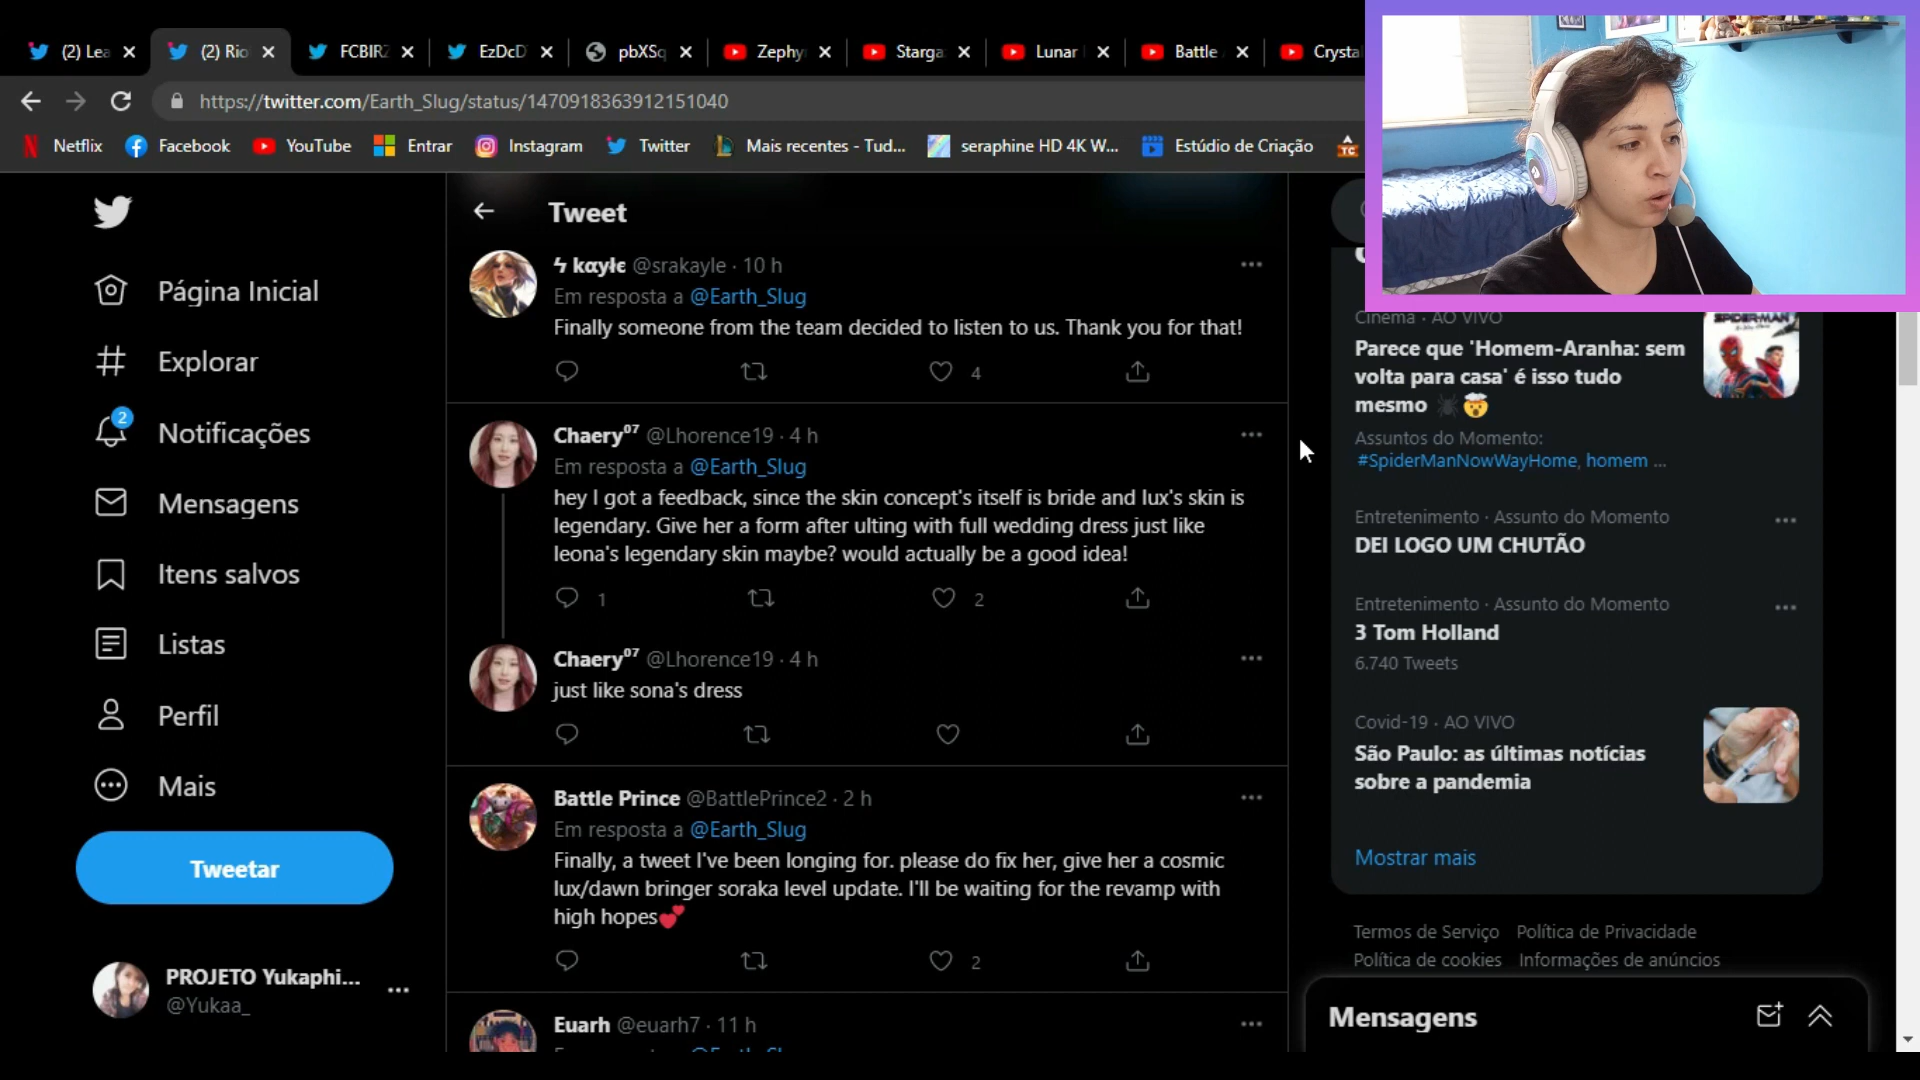 (2) Lea
(2) Rio
FCBIRZ
EzDcD
pbXSq
Zephy
Starga
Lunar
Battle
Crysta
https://twitter.com/Earth_Slug/status/1470918363912151040
Netflix
Facebook
YouTube
Entrar
Instagram
Twitter
Mais recentes - Tud...
seraphine HD 4K W...
Estúdio de Criação
TC
Página Inicial
Explorar
2
Notificações
Mensagens
Itens salvos
Listas
Perfil
Mais
Tweetar
PROJETO Yukaphi...
@Yukaa_
Tweet
ϟ kαyłє @srakayle · 10 h
Em resposta a @Earth_Slug
Finally someone from the team decided to listen to us. Thank you for that!
4
Chaery⁰⁷ @Lhorence19 · 4 h
Em resposta a @Earth_Slug
hey I got a feedback, since the skin concept's itself is bride and lux's skin is
legendary. Give her a form after ulting with full wedding dress just like
leona's legendary skin maybe? would actually be a good idea!
1
2
Chaery⁰⁷ @Lhorence19 · 4 h
just like sona's dress
Battle Prince @BattlePrince2 · 2 h
Em resposta a @Earth_Slug
Finally, a tweet I've been longing for. please do fix her, give her a cosmic
lux/dawn bringer soraka level update. I'll be waiting for the revamp with
high hopes💕
2
Euarh @euarh7 · 11 h
Cinema · AO VIVO
Parece que 'Homem-Aranha: sem
volta para casa' é isso tudo
mesmo 🕷️🤯
SPIDERMAN
Assuntos do Momento:
#SpiderManNowWayHome, homem ...
Entretenimento · Assunto do Momento
DEI LOGO UM CHUTÃO
Entretenimento · Assunto do Momento
3 Tom Holland
6.740 Tweets
Covid-19 · AO VIVO
São Paulo: as últimas notícias
sobre a pandemia
Mostrar mais
Termos de Serviço Política de Privacidade
Política de cookies Informações de anúncios
Mensagens